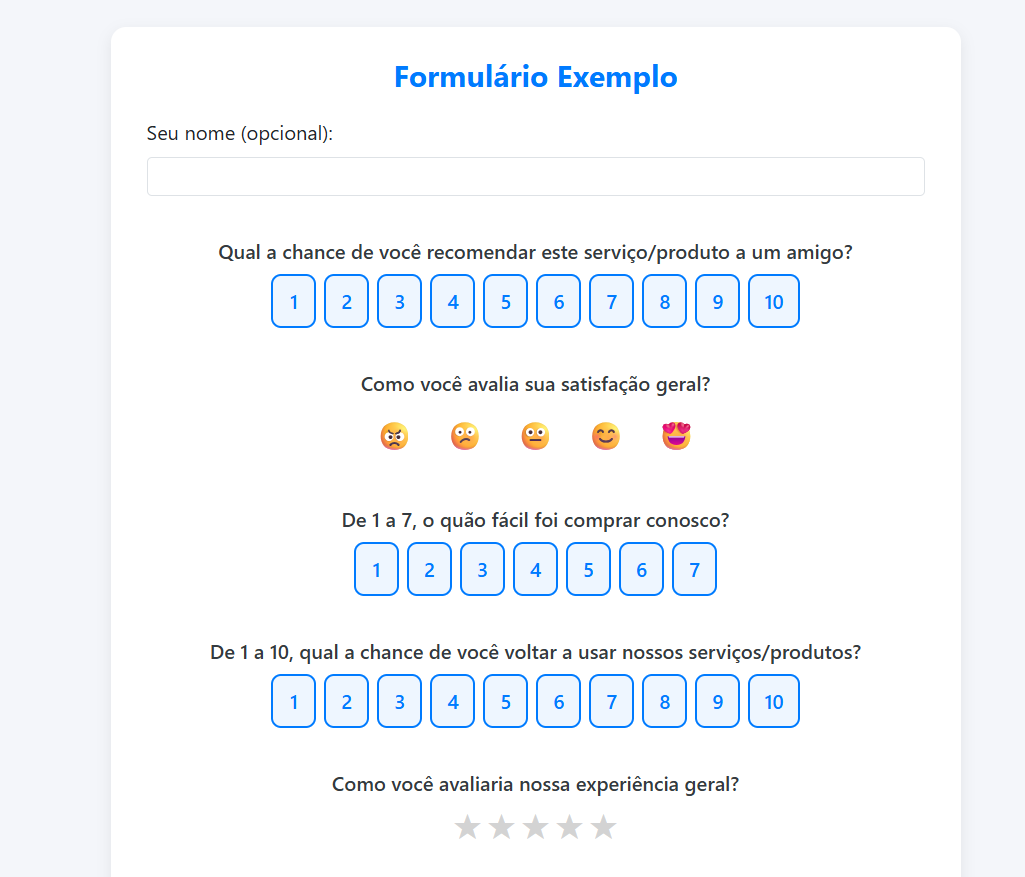 Formulário Exemplo
Seu nome (opcional):
Qual a chance de você recomendar este serviço/produto a um amigo?
1 2 3 4 5 6 7 8 9 10
Como você avalia sua satisfação geral?
De 1 a 7, o quão fácil foi comprar conosco?
1 2 3 4 5 6 7
De 1 a 10, qual a chance de você voltar a usar nossos serviços/produtos?
1 2 3 4 5 6 7 8 9 10
Como você avaliaria nossa experiência geral?